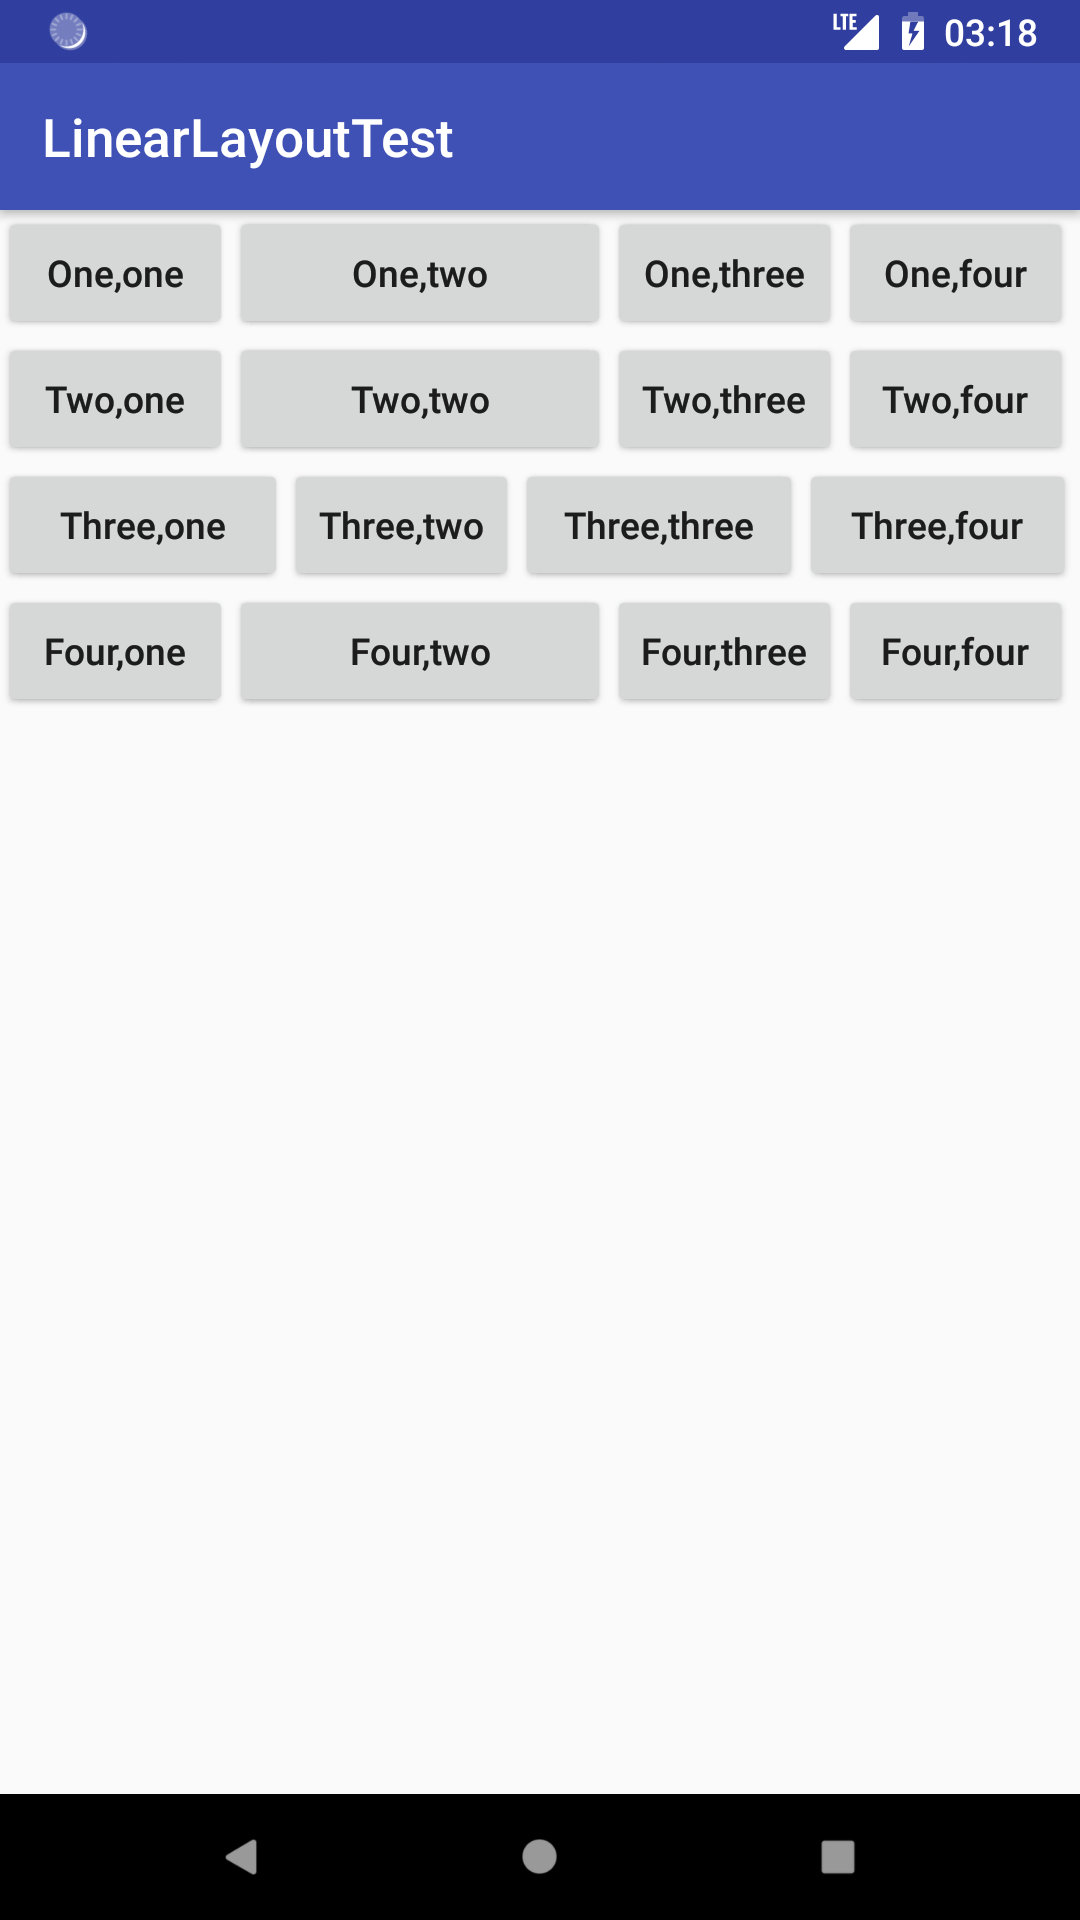 LTE 03:18
LinearLayoutTest
One,one One,two One,three One,four
Two,one Two,two Two,three Two,four
Three,one Three,two Three,three Three,four
Four,one Four,two Four,three Four,four